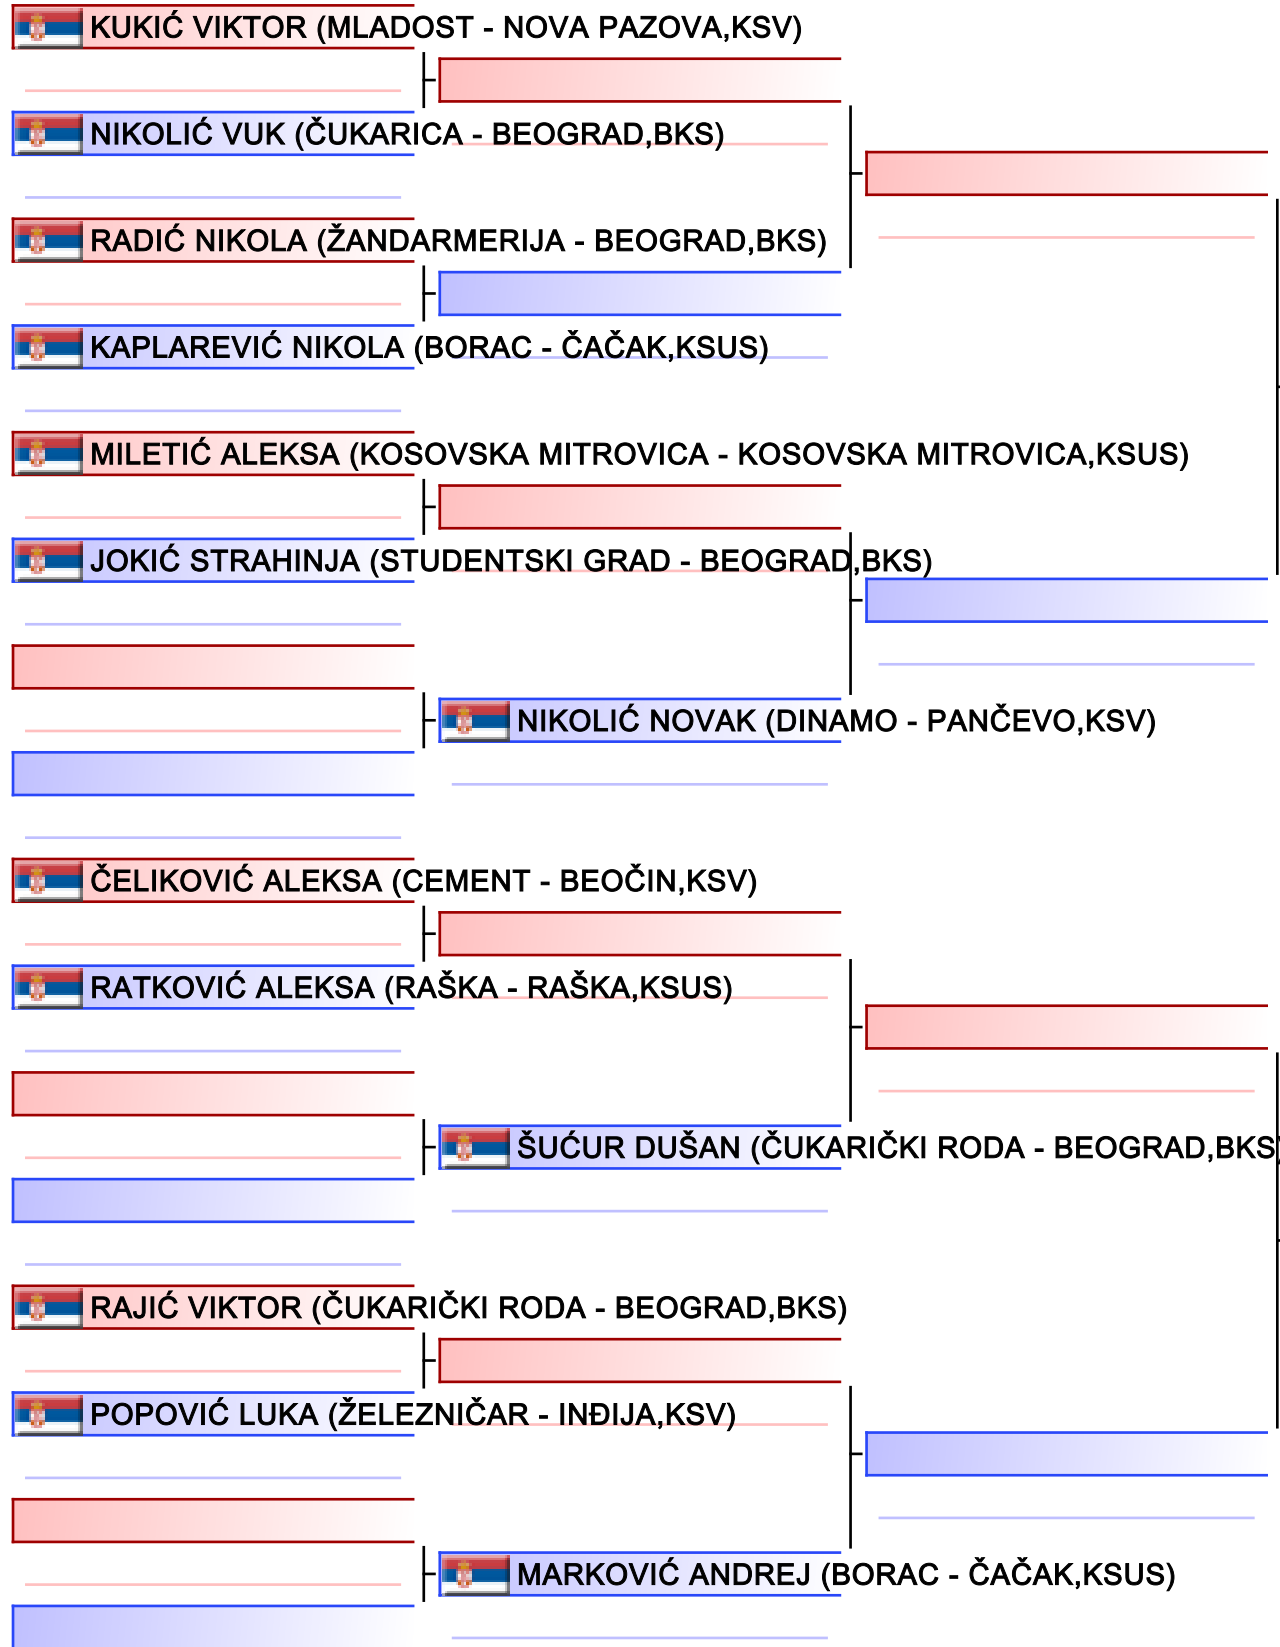 KUKIĆ VIKTOR (MLADOST - NOVA PAZOVA,KSV)
NIKOLIĆ VUK (ČUKARICA - BEOGRAD,BKS)
RADIĆ NIKOLA (ŽANDARMERIJA - BEOGRAD,BKS)
KAPLAREVIĆ NIKOLA (BORAC - ČAČAK,KSUS)
MILETIĆ ALEKSA (KOSOVSKA MITROVICA - KOSOVSKA MITROVICA,KSUS)
JOKIĆ STRAHINJA (STUDENTSKI GRAD - BEOGRAD,BKS)
NIKOLIĆ NOVAK (DINAMO - PANČEVO,KSV)
ČELIKOVIĆ ALEKSA (CEMENT - BEOČIN,KSV)
RATKOVIĆ ALEKSA (RAŠKA - RAŠKA,KSUS)
ŠUĆUR DUŠAN (ČUKARIČKI RODA - BEOGRAD,BKS)
RAJIĆ VIKTOR (ČUKARIČKI RODA - BEOGRAD,BKS)
POPOVIĆ LUKA (ŽELEZNIČAR - INĐIJA,KSV)
MARKOVIĆ ANDREJ (BORAC - ČAČAK,KSUS)